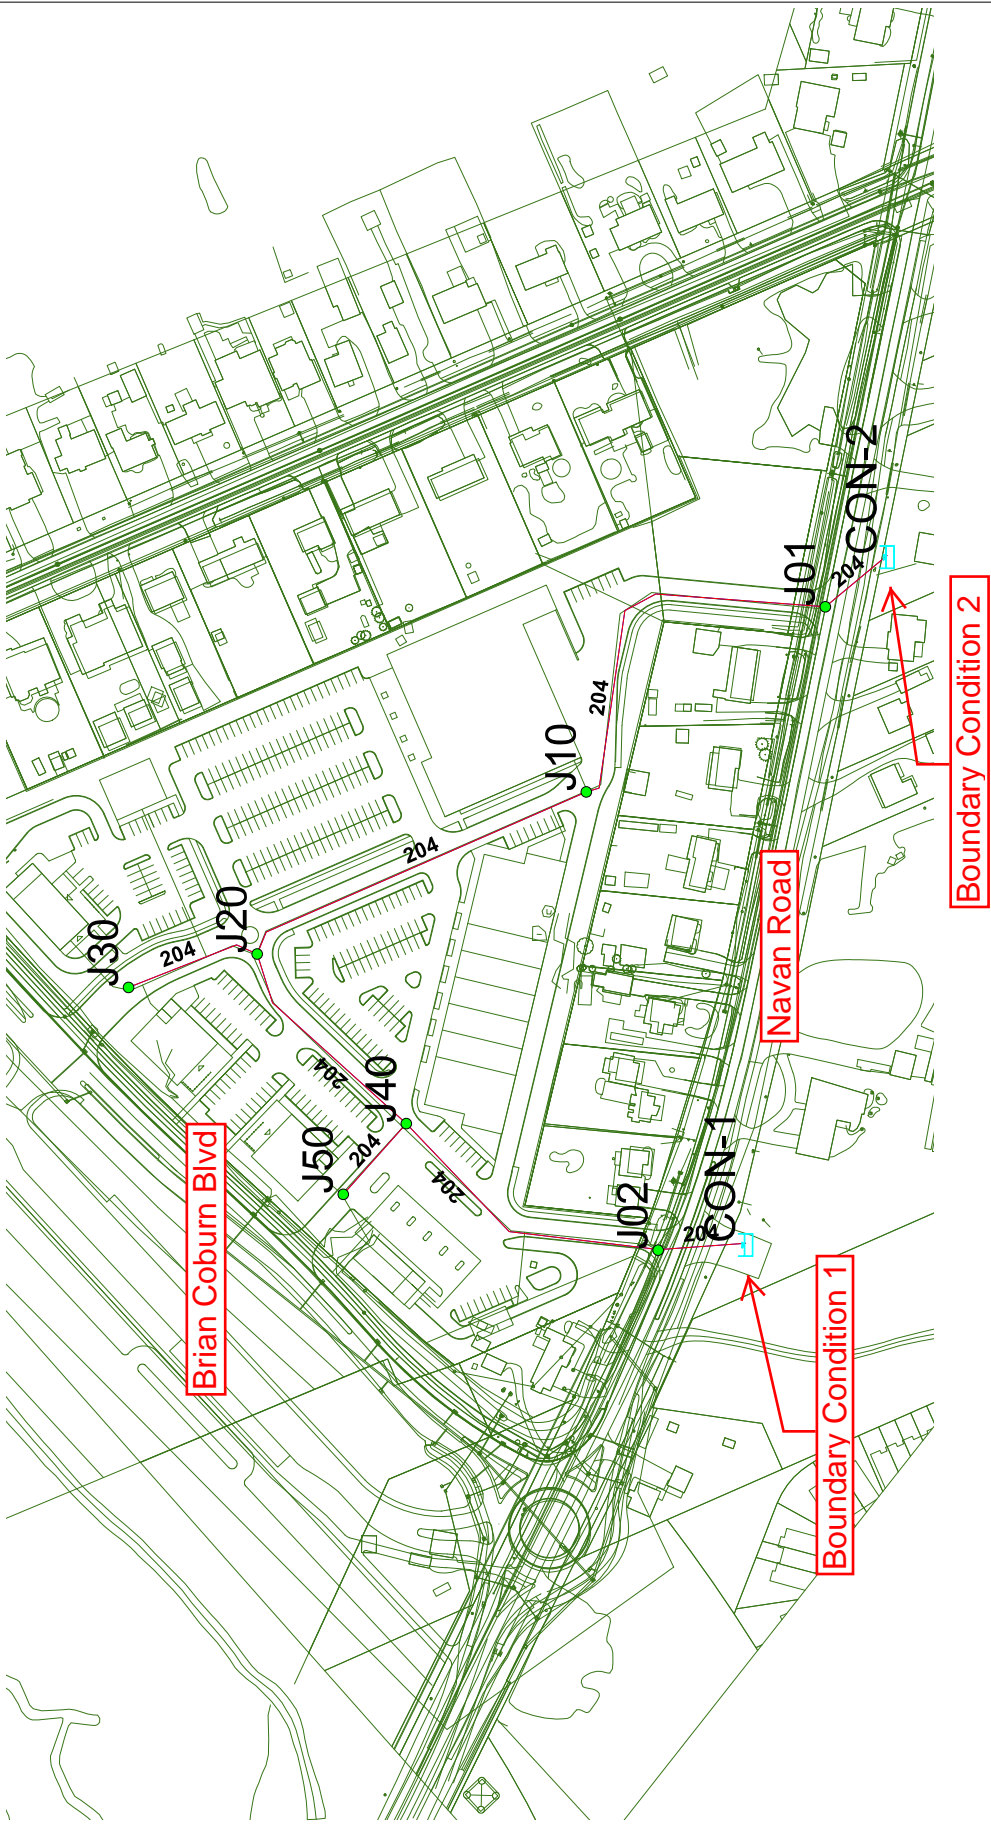 J30
204
J20
204
J10
204
J01
204
CON-2
Boundary Condition 2
204
J40
204
J50
204
Brian Coburn Blvd
Navan Road
J02
204
CON-1
Boundary Condition 1